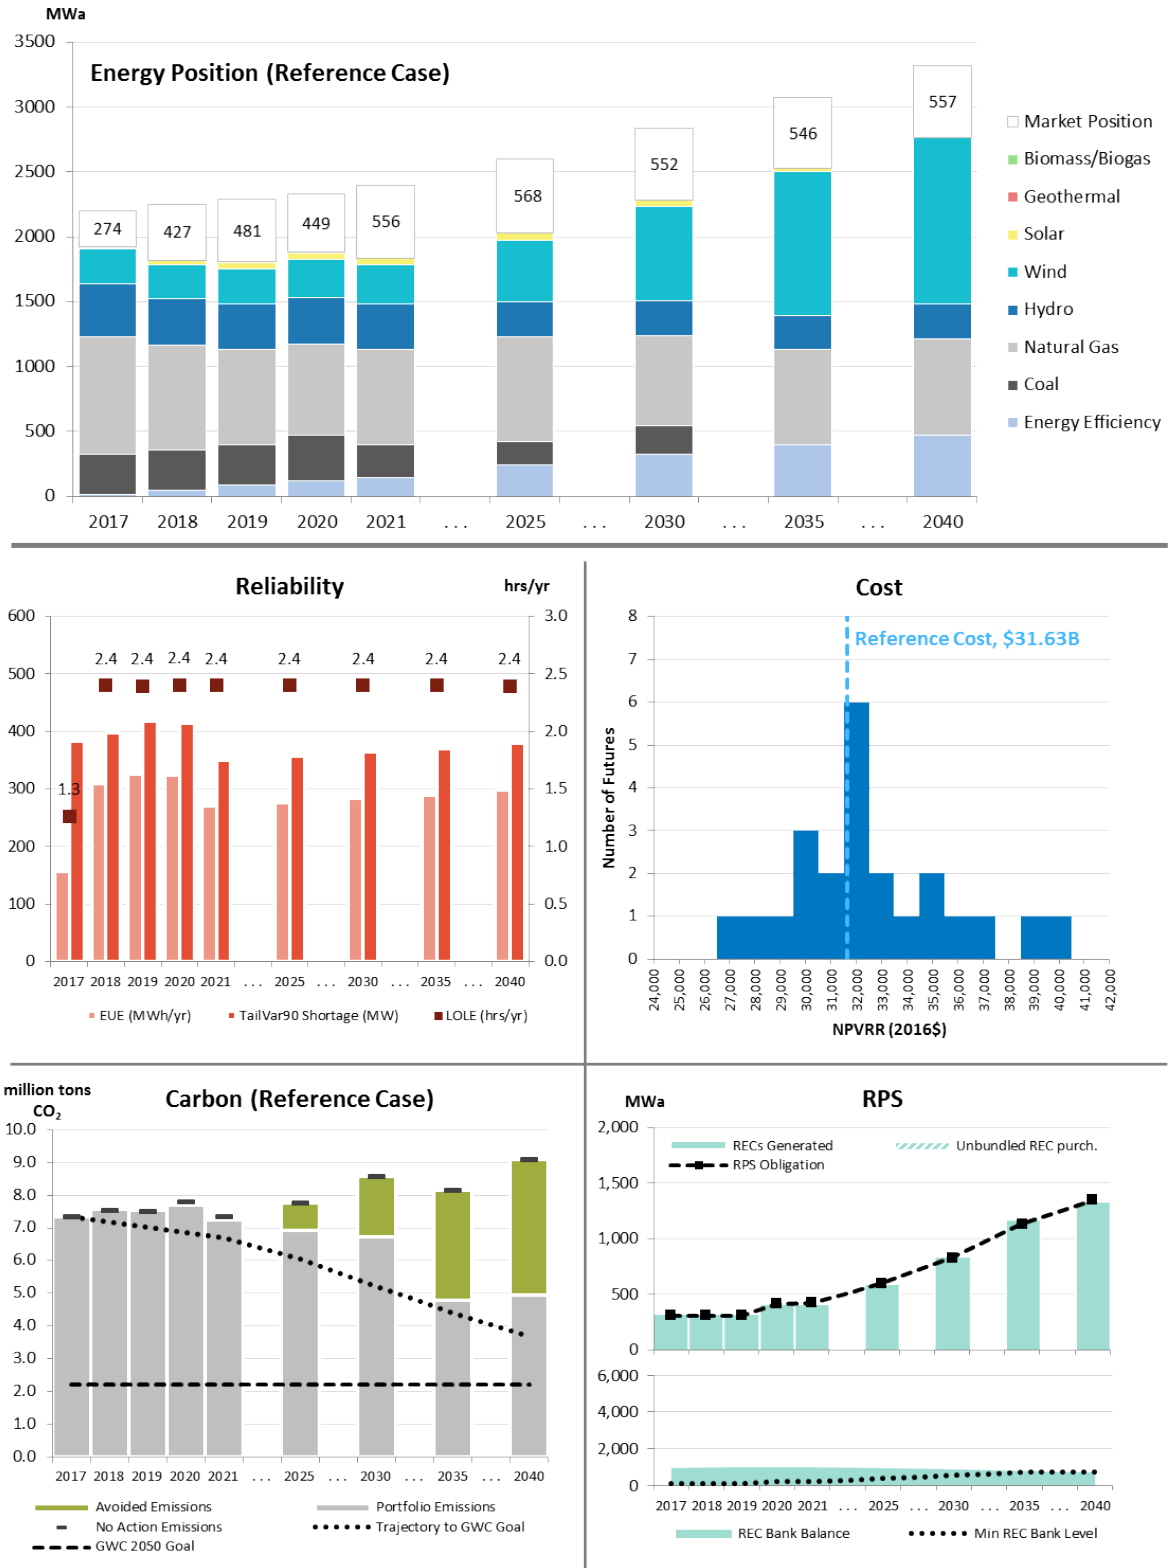 MWa
Energy Position (Reference Case)
3500
3000
2500
2000
1500
1000
500
0
274
427
481
449
556
568
552
546
557
2017 2018 2019 2020 2021 ... 2025 ... 2030 ... 2035 ... 2040
Market Position
Biomass/Biogas
Geothermal
Solar
Wind
Hydro
Natural Gas
Coal
Energy Efficiency
Reliability
hrs/yr
600
500
400
300
200
100
0
3.0
2.5
2.0
1.5
1.0
0.5
0.0
1.3
2.4 2.4 2.4 2.4 2.4 2.4 2.4 2.4
2017 2018 2019 2020 2021 ... 2025 ... 2030 ... 2035 ... 2040
EUE (MWh/yr) TailVar90 Shortage (MW) LOLE (hrs/yr)
Cost
Reference Cost, $31.63B
Number of Futures
8
7
6
5
4
3
2
1
0
24,000 25,000 26,000 27,000 28,000 29,000 30,000 31,000 32,000 33,000 34,000 35,000 36,000 37,000 38,000 39,000 40,000 41,000 42,000
NPVRR (2016$)
million tons
CO₂
Carbon (Reference Case)
10.0
9.0
8.0
7.0
6.0
5.0
4.0
3.0
2.0
1.0
0.0
2017 2018 2019 2020 2021 ... 2025 ... 2030 ... 2035 ... 2040
Avoided Emissions Portfolio Emissions
No Action Emissions Trajectory to GWC Goal
GWC 2050 Goal
MWa
RPS
2,000
1,500
1,000
500
0
RECs Generated Unbundled REC purch.
RPS Obligation
6,000
4,000
2,000
0
2017 2018 2019 2020 2021 ... 2025 ... 2030 ... 2035 ... 2040
REC Bank Balance Min REC Bank Level